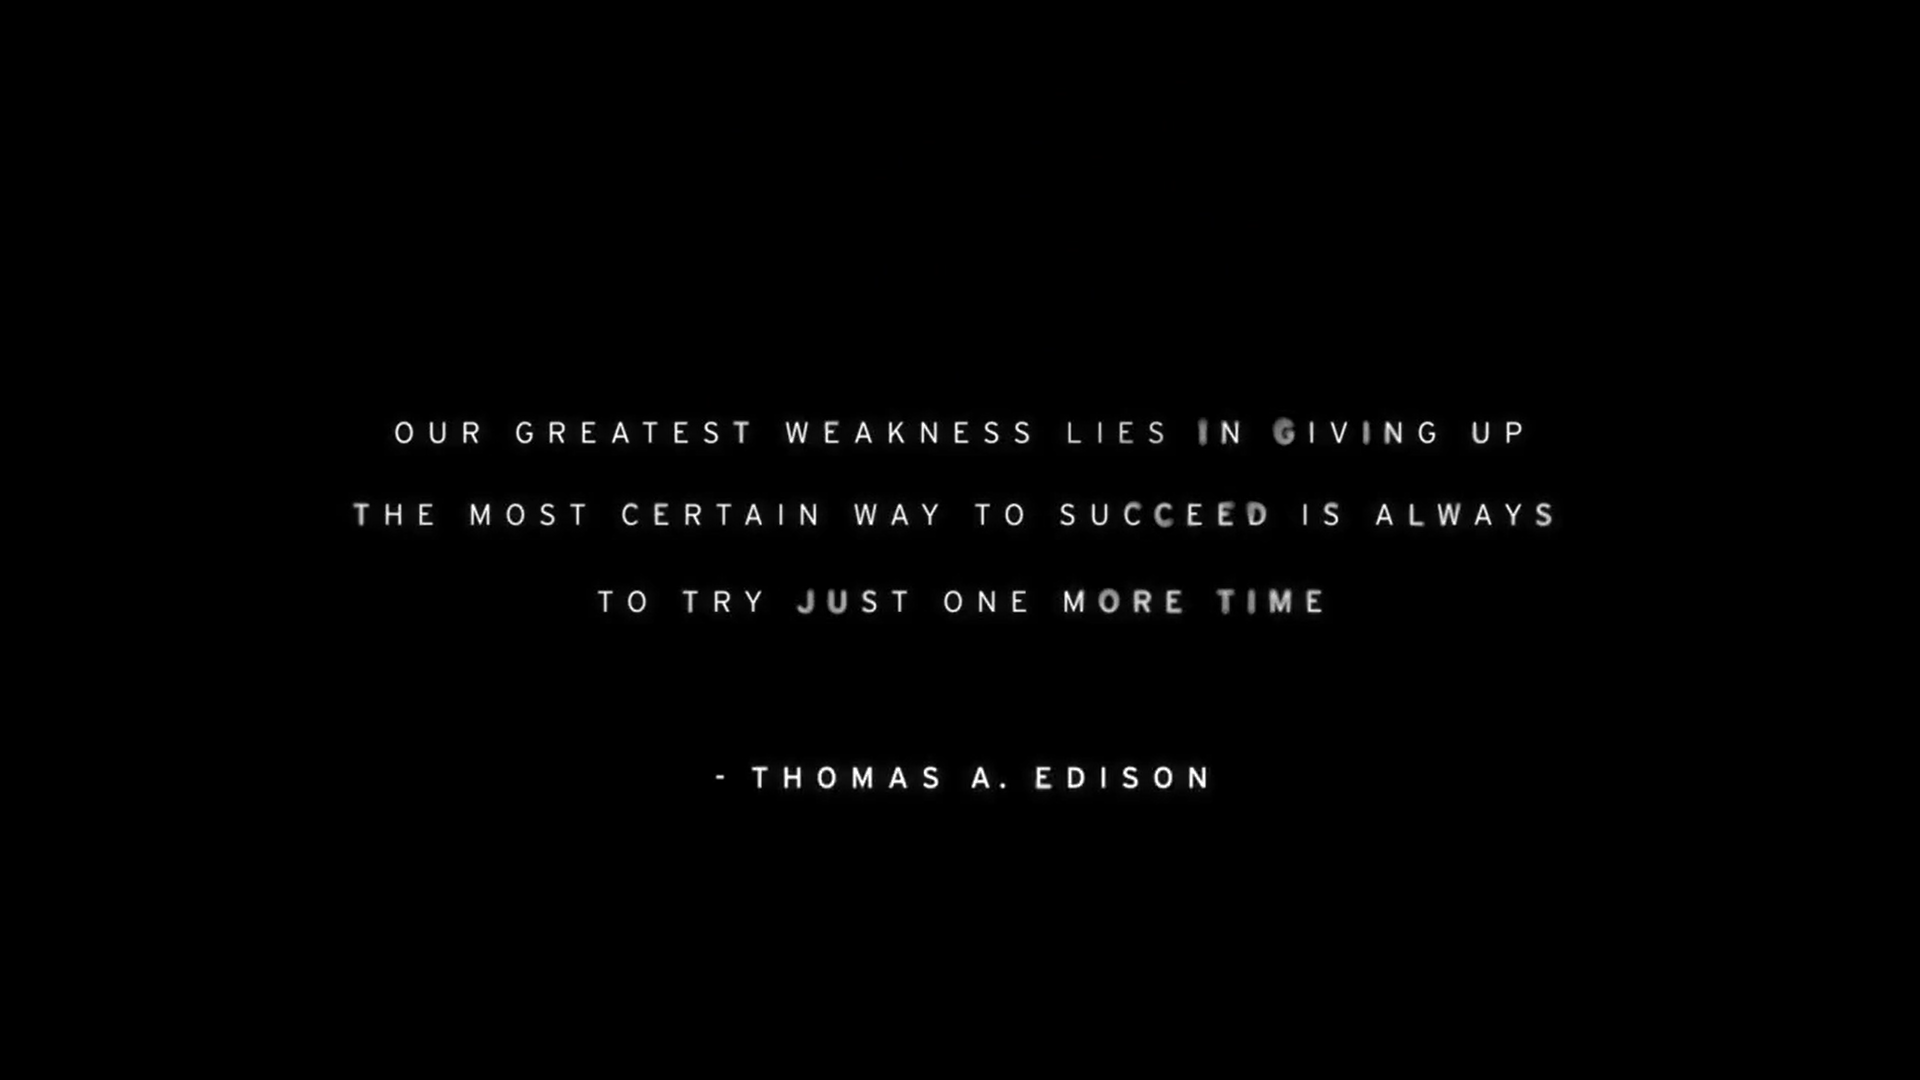 OUR GREATEST WEAKNESS LIES IN GIVING UP
THE MOST CERTAIN WAY TO SUCCEED IS ALWAYS
TO TRY JUST ONE MORE TIME
- THOMAS A. EDISON